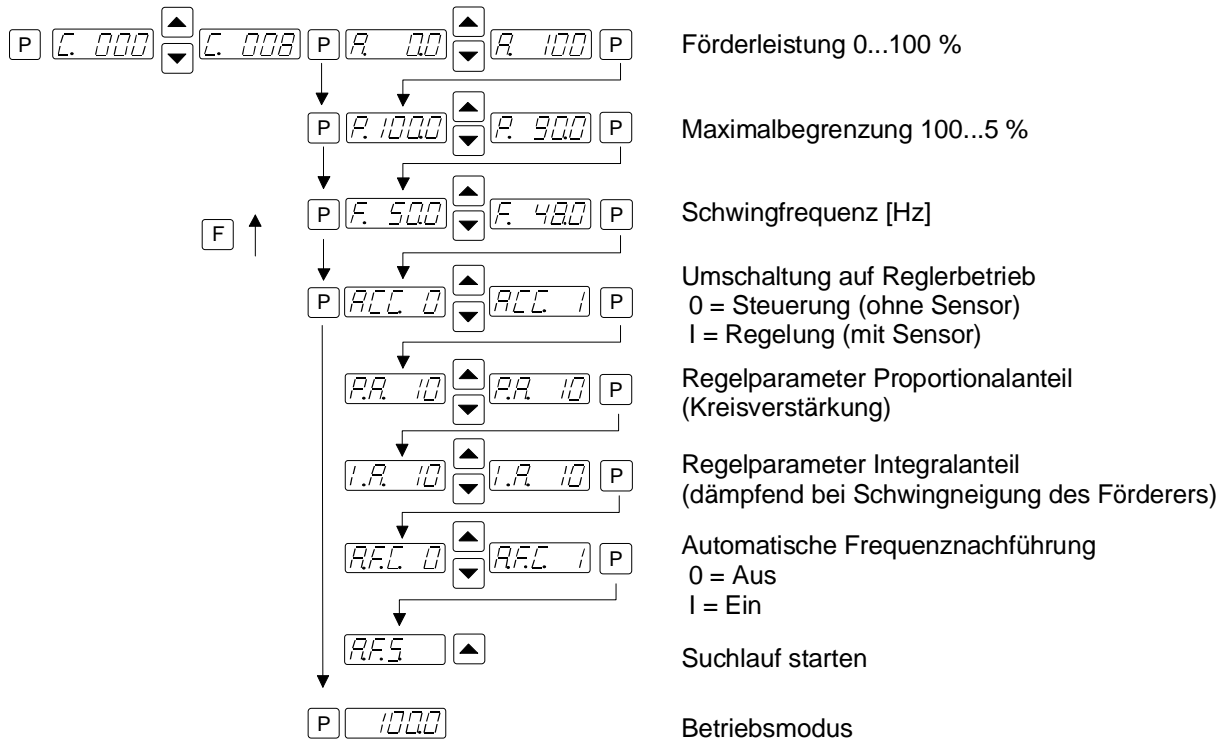 P C. 000 C. 008 P A. 0.0 A. 100 P Förderleistung 0...100 %
P P. 100.0 P. 90.0 P Maximalbegrenzung 100...5 %
P F. 50.0 F. 48.0 P Schwingfrequenz [Hz]
F
P A.C.C. 0 A.C.C. 1 P Umschaltung auf Reglerbetrieb
0 = Steuerung (ohne Sensor)
I = Regelung (mit Sensor)
P.A. 10 P.A. 10 P Regelparameter Proportionalanteil
(Kreisverstärkung)
I.A. 10 I.A. 10 P Regelparameter Integralanteil
(dämpfend bei Schwingneigung des Förderers)
A.F.C. 0 A.F.C. 1 P Automatische Frequenznachführung
0 = Aus
I = Ein
A.F.S. Suchlauf starten
P 100.0 Betriebsmodus